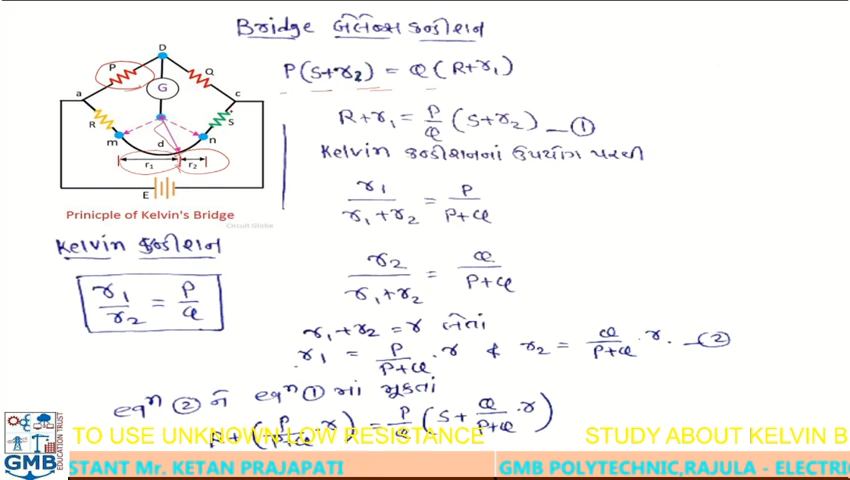 Bridge બેલેન્સ કન્ડીશન
D
P
Q
G
a
c
R
S
m
n
d
r₁
r₂
E
Prinicple of Kelvin's Bridge
Circuit Globe
P(S+r₂) = Q(R+r₁)
R+r₁ = P/Q (S+r₂) — ①
Kelvin કન્ડીશનનાં ઉપયોગ પરથી
r₁/(r₁+r₂) = P/(P+Q)
Kelvin કન્ડીશન
r₁/r₂ = P/Q
r₂/(r₁+r₂) = Q/(P+Q)
r₁+r₂ = r લેતાં
r₁ = P/(P+Q) · r & r₂ = Q/(P+Q) · r. — ②
eqⁿ ② ને eqⁿ ① માં મૂકતાં
R + (P/(P+Q) · r) = P/Q (S + Q/(P+Q) · r)
TO USE UNKNOWN LOW RESISTANCE STUDY ABOUT KELVIN B
GMB
EDUCATION TRUST
STANT Mr. KETAN PRAJAPATI GMB POLYTECHNIC,RAJULA - ELECTRIC